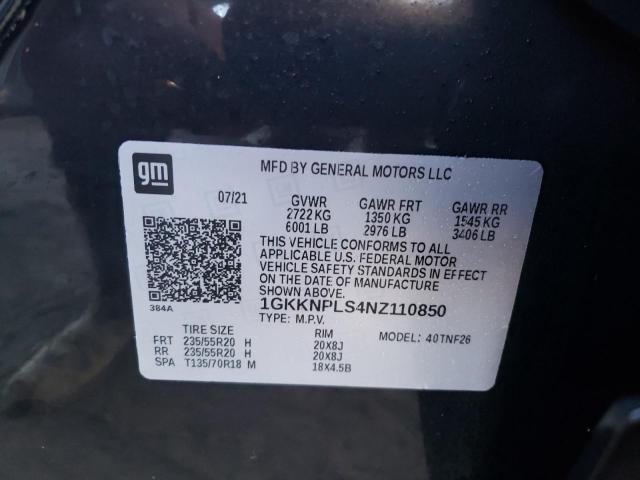 gm
MFD BY GENERAL MOTORS LLC
07/21 GVWR GAWR FRT GAWR RR
2722 KG 1350 KG 1545 KG
6001 LB 2976 LB 3406 LB
THIS VEHICLE CONFORMS TO ALL
APPLICABLE U.S. FEDERAL MOTOR
VEHICLE SAFETY STANDARDS IN EFFECT
ON THE DATE OF MANUFACTURE
SHOWN ABOVE.
384A
1GKKNPLS4NZ110850
TYPE: M.P.V. MODEL: 40TNF26
TIRE SIZE RIM
FRT 235/55R20 H 20X8J
RR 235/55R20 H 20X8J
SPA T135/70R18 M 18X4.5B